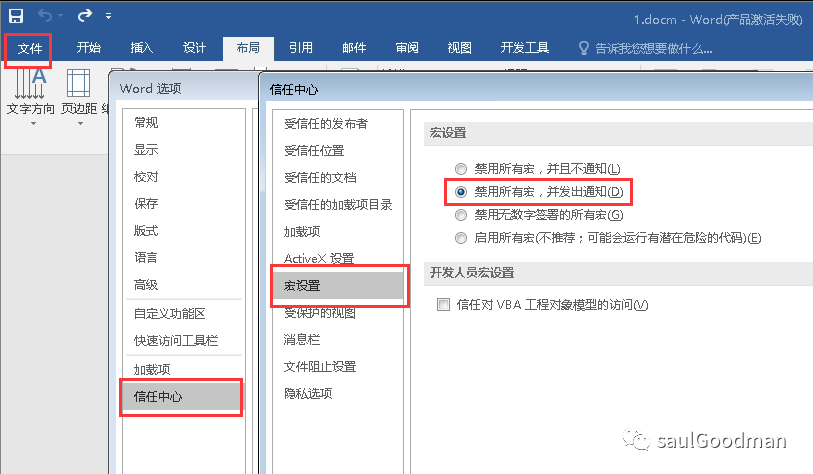 1.docm - Word(产品激活失败)
文件 开始 插入 设计 布局 引用 邮件 审阅 视图 开发工具 告诉我您想要做什么...
文字方向 页边距
Word 选项
常规
显示
校对
保存
版式
语言
高级
自定义功能区
快速访问工具栏
加载项
信任中心
信任中心
受信任的发布者
受信任位置
受信任的文档
受信任的加载项目录
加载项
ActiveX 设置
宏设置
受保护的视图
消息栏
文件阻止设置
隐私选项
宏设置
禁用所有宏，并且不通知(L)
禁用所有宏，并发出通知(D)
禁用无数字签署的所有宏(G)
启用所有宏(不推荐；可能会运行有潜在危险的代码)(E)
开发人员宏设置
信任对 VBA 工程对象模型的访问(V)
saulGoodman